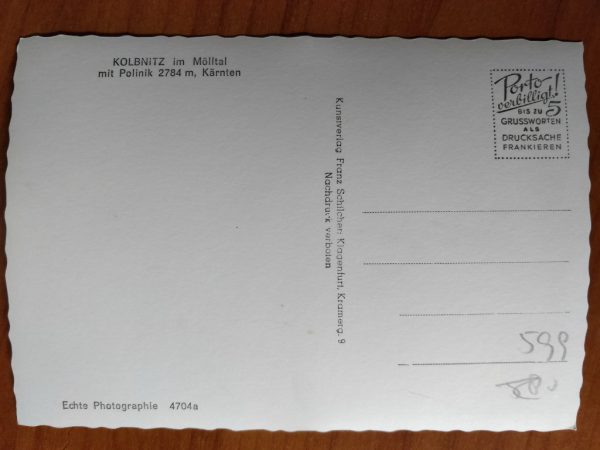 KOLBNITZ im Mölltal
mit Polinik 2784 m, Kärnten
Porto
verbilligt!
BIS ZU 5
GRUSSWORTEN
ALS
DRUCKSACHE
FRANKIEREN
Kunstverlag Franz Schilcher, Klagenfurt, Kramerg. 9
Nachdruck verboten
599
Echte Photographie 4704a